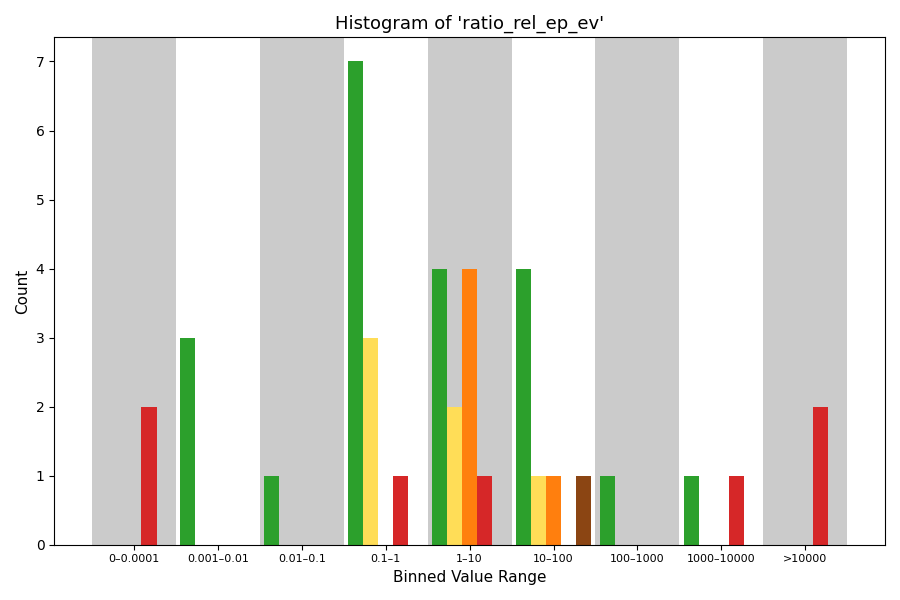 Histogram of 'ratio_rel_ep_ev'
Count
7
6
5
4
3
2
1
0
0–0.0001 0.001–0.01 0.01–0.1 0.1–1 1–10 10–100 100–1000 1000–10000 >10000
Binned Value Range